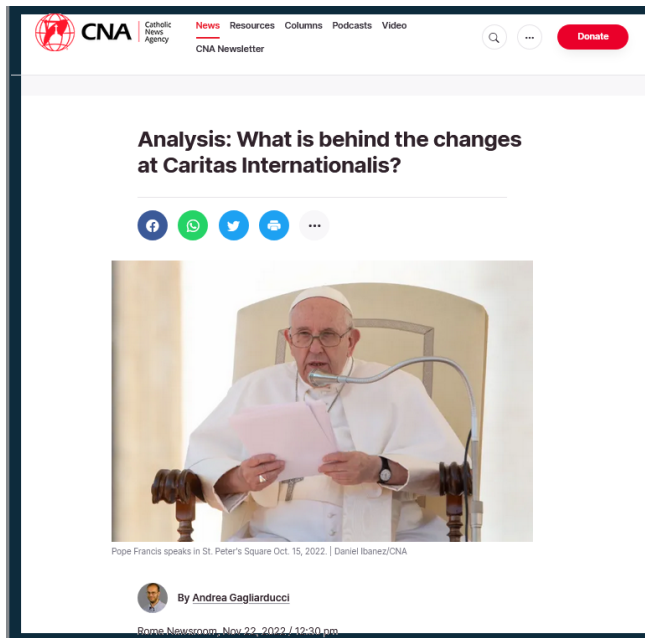 CNA
Catholic
News
Agency
News Resources Columns Podcasts Video
CNA Newsletter
Donate
Analysis: What is behind the changes
at Caritas Internationalis?
Pope Francis speaks in St. Peter's Square Oct. 15, 2022. | Daniel Ibanez/CNA
By Andrea Gagliarducci
Rome Newsroom, Nov 22, 2022 / 12:30 pm